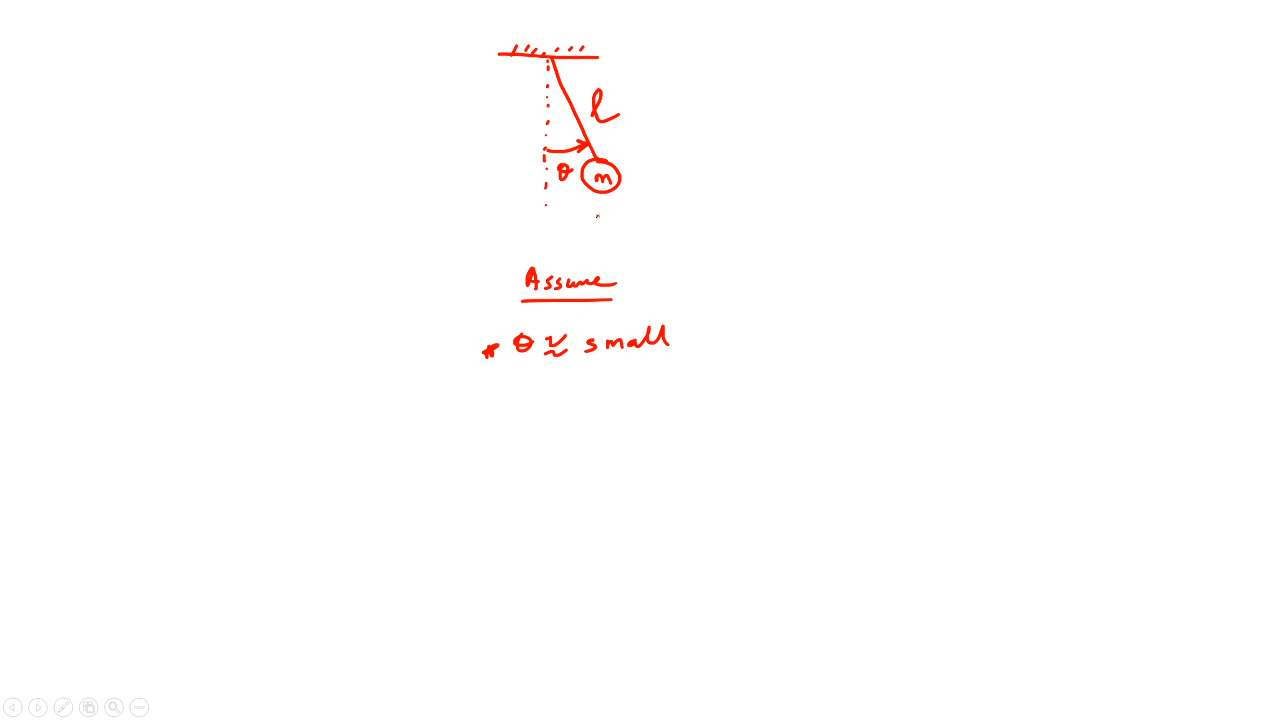 l
θ
m
Assume
* θ ≈ small